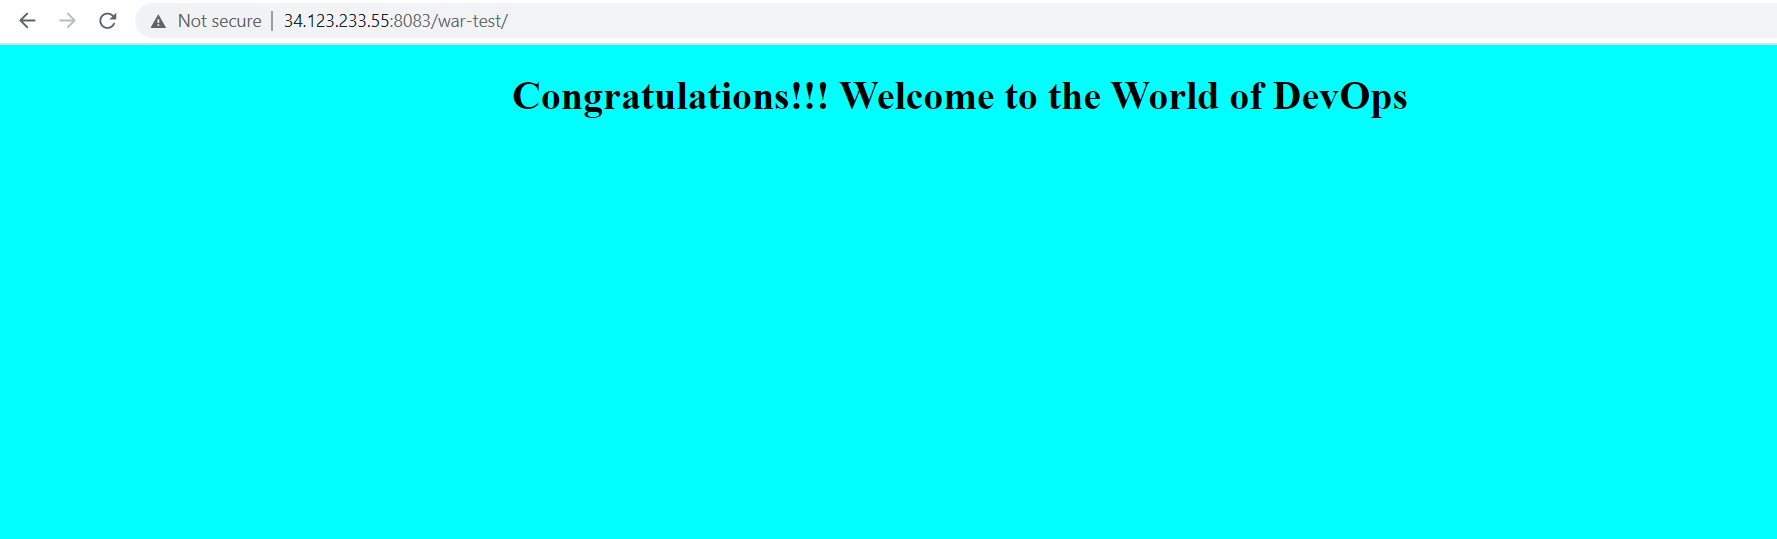 Not secure | 34.123.233.55:8083/war-test/
Congratulations!!! Welcome to the World of DevOps